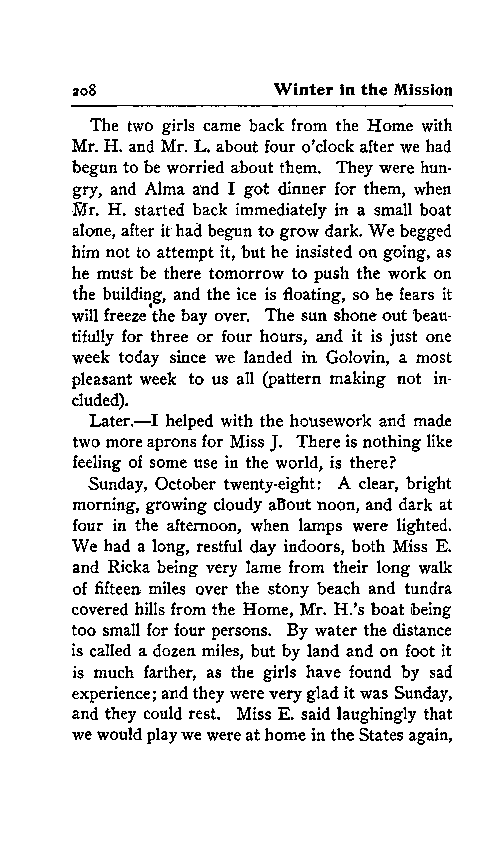 208 Winter in the Mission
The two girls came back from the Home with
Mr. H. and Mr. L. about four o'clock after we had
begun to be worried about them. They were hun-
gry, and Alma and I got dinner for them, when
Mr. H. started back immediately in a small boat
alone, after it had begun to grow dark. We begged
him not to attempt it, but he insisted on going, as
he must be there tomorrow to push the work on
the building, and the ice is floating, so he fears it
will freeze the bay over. The sun shone out beau-
tifully for three or four hours, and it is just one
week today since we landed in Golovin, a most
pleasant week to us all (pattern making not in-
cluded).
Later.—I helped with the housework and made
two more aprons for Miss J. There is nothing like
feeling of some use in the world, is there?
Sunday, October twenty-eight: A clear, bright
morning, growing cloudy about noon, and dark at
four in the afternoon, when lamps were lighted.
We had a long, restful day indoors, both Miss E.
and Ricka being very lame from their long walk
of fifteen miles over the stony beach and tundra
covered hills from the Home, Mr. H.'s boat being
too small for four persons. By water the distance
is called a dozen miles, but by land and on foot it
is much farther, as the girls have found by sad
experience; and they were very glad it was Sunday,
and they could rest. Miss E. said laughingly that
we would play we were at home in the States again,